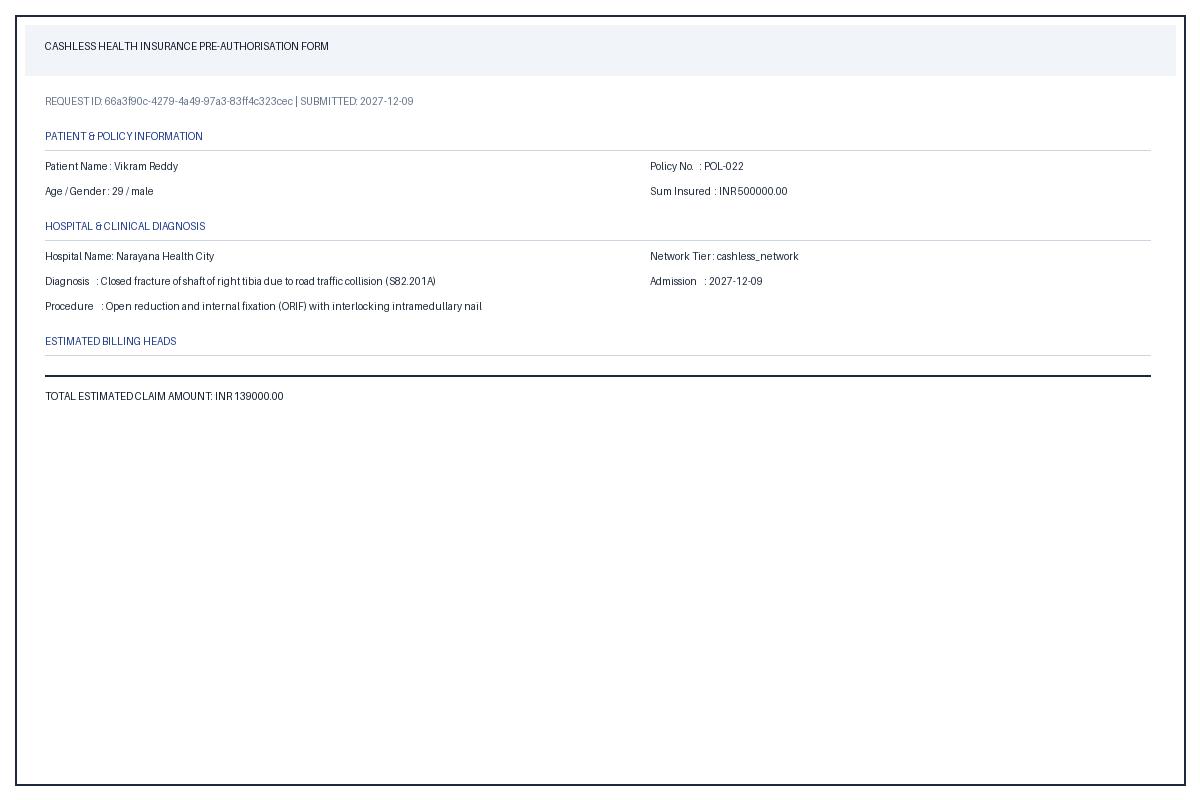 CASHLESS HEALTH INSURANCE PRE-AUTHORISATION FORM
REQUEST ID: 66a3f90c-4279-4a49-97a3-83ff4c323cec | SUBMITTED: 2027-12-09
PATIENT & POLICY INFORMATION
Patient Name : Vikram Reddy Policy No. : POL-022
Age / Gender : 29 / male Sum Insured : INR 500000.00
HOSPITAL & CLINICAL DIAGNOSIS
Hospital Name: Narayana Health City Network Tier : cashless_network
Diagnosis : Closed fracture of shaft of right tibia due to road traffic collision (S82.201A) Admission : 2027-12-09
Procedure : Open reduction and internal fixation (ORIF) with interlocking intramedullary nail
ESTIMATED BILLING HEADS
TOTAL ESTIMATED CLAIM AMOUNT: INR 139000.00